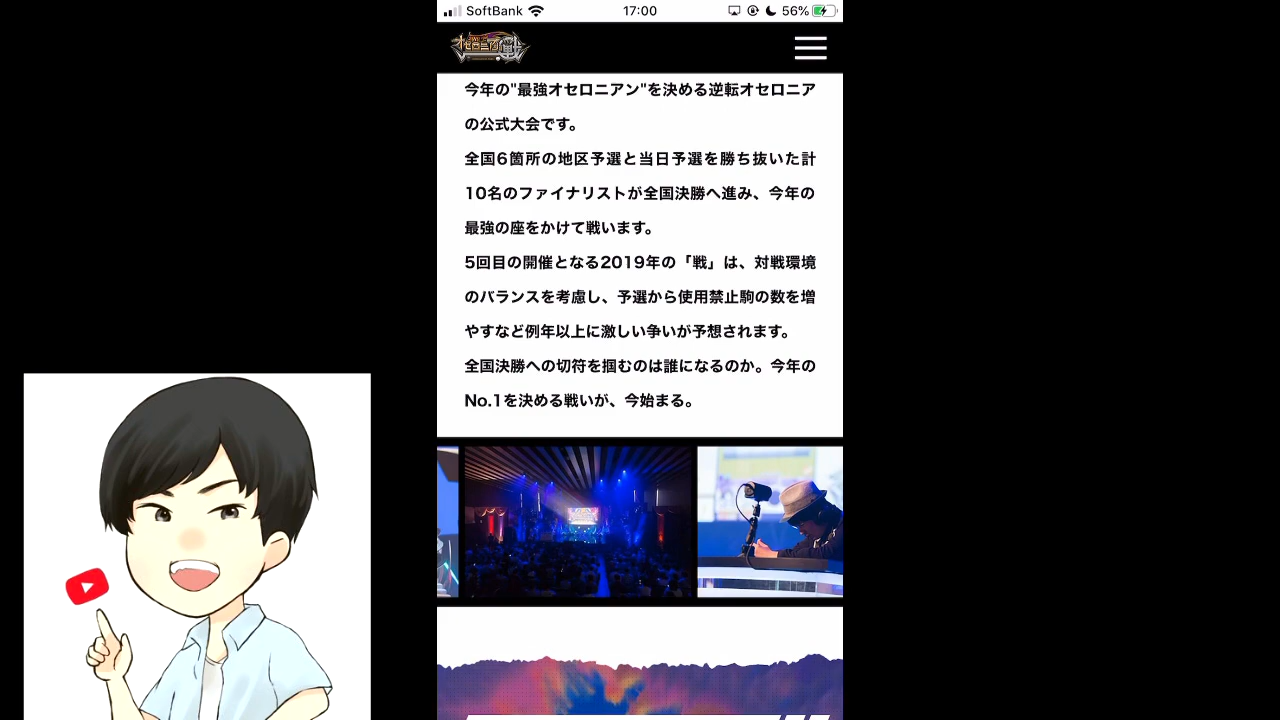 SoftBank 17:00 56%
今年の"最強オセロニアン"を決める逆転オセロニア
の公式大会です。
全国6箇所の地区予選と当日予選を勝ち抜いた計
10名のファイナリストが全国決勝へ進み、今年の
最強の座をかけて戦います。
5回目の開催となる2019年の「戦」は、対戦環境
のバランスを考慮し、予選から使用禁止駒の数を増
やすなど例年以上に激しい争いが予想されます。
全国決勝への切符を掴むのは誰になるのか。今年の
No.1を決める戦いが、今始まる。